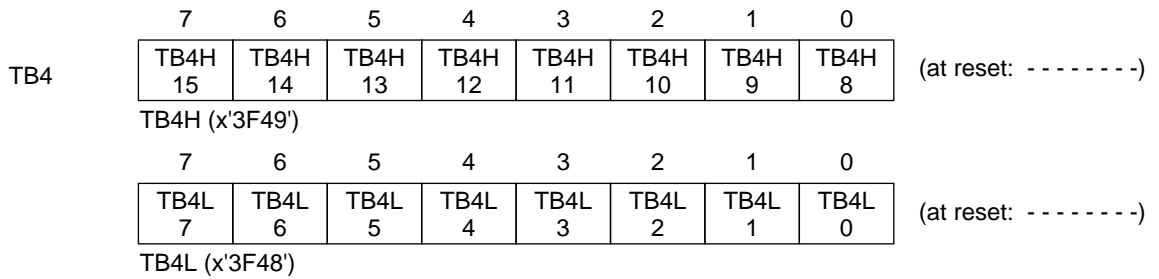 7 6 5 4 3 2 1 0
TB4 TB4H TB4H TB4H TB4H TB4H TB4H TB4H TB4H (at reset: - - - - - - - -)
15 14 13 12 11 10 9 8
TB4H (x'3F49')
7 6 5 4 3 2 1 0
TB4L TB4L TB4L TB4L TB4L TB4L TB4L TB4L (at reset: - - - - - - - -)
7 6 5 4 3 2 1 0
TB4L (x'3F48')